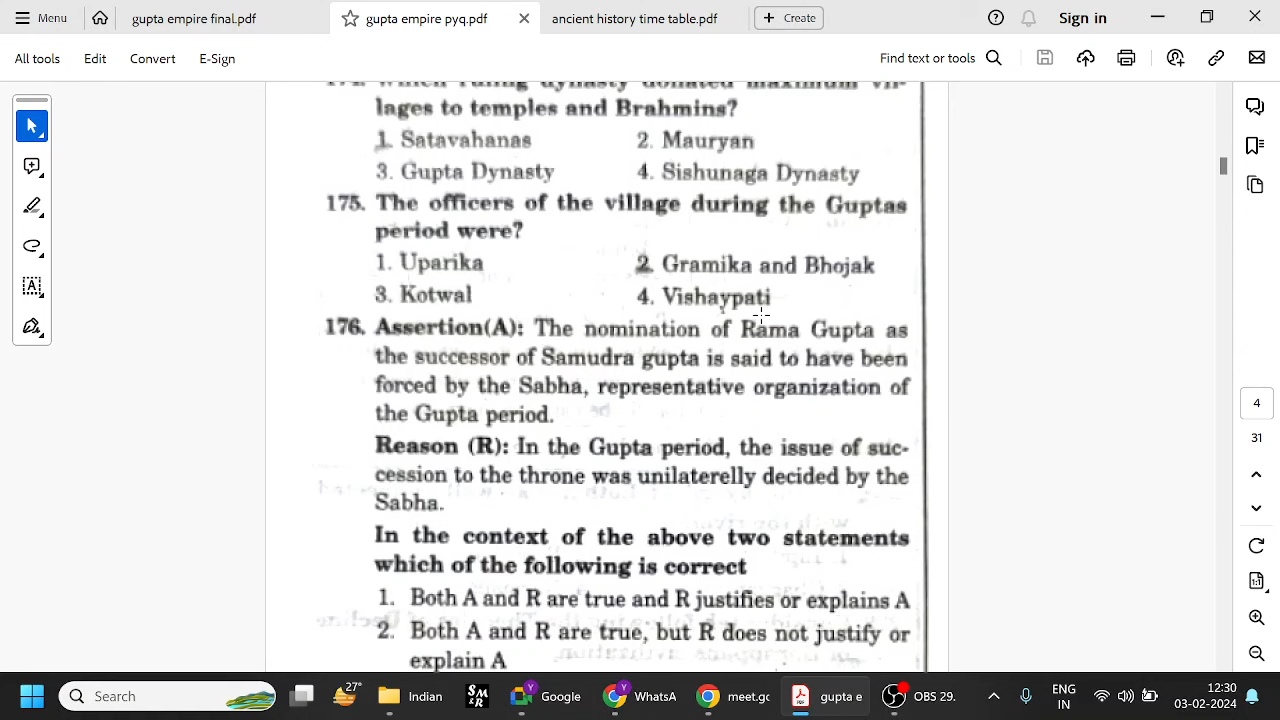 Menu
gupta empire final.pdf
gupta empire pyq.pdf
ancient history time table.pdf
Create
Sign in
All tools
Edit
Convert
E-Sign
Find text or tools
which ruling dynasty donated maximum vil-
lages to temples and Brahmins?
1. Satavahanas 2. Mauryan
3. Gupta Dynasty 4. Sishunaga Dynasty
175. The officers of the village during the Guptas
period were?
1. Uparika 2. Gramika and Bhojak
3. Kotwal 4. Vishaypati
176. Assertion(A): The nomination of Rama Gupta as
the successor of Samudra gupta is said to have been
forced by the Sabha, representative organization of
the Gupta period.
Reason (R): In the Gupta period, the issue of suc-
cession to the throne was unilaterelly decided by the
Sabha.
In the context of the above two statements
which of the following is correct
1. Both A and R are true and R justifies or explains A
2. Both A and R are true, but R does not justify or
explain A
4
31
Search
27°
Indian
Google
WhatsA
meet.gc
gupta e
OBS 29
ENG
IN
12:30